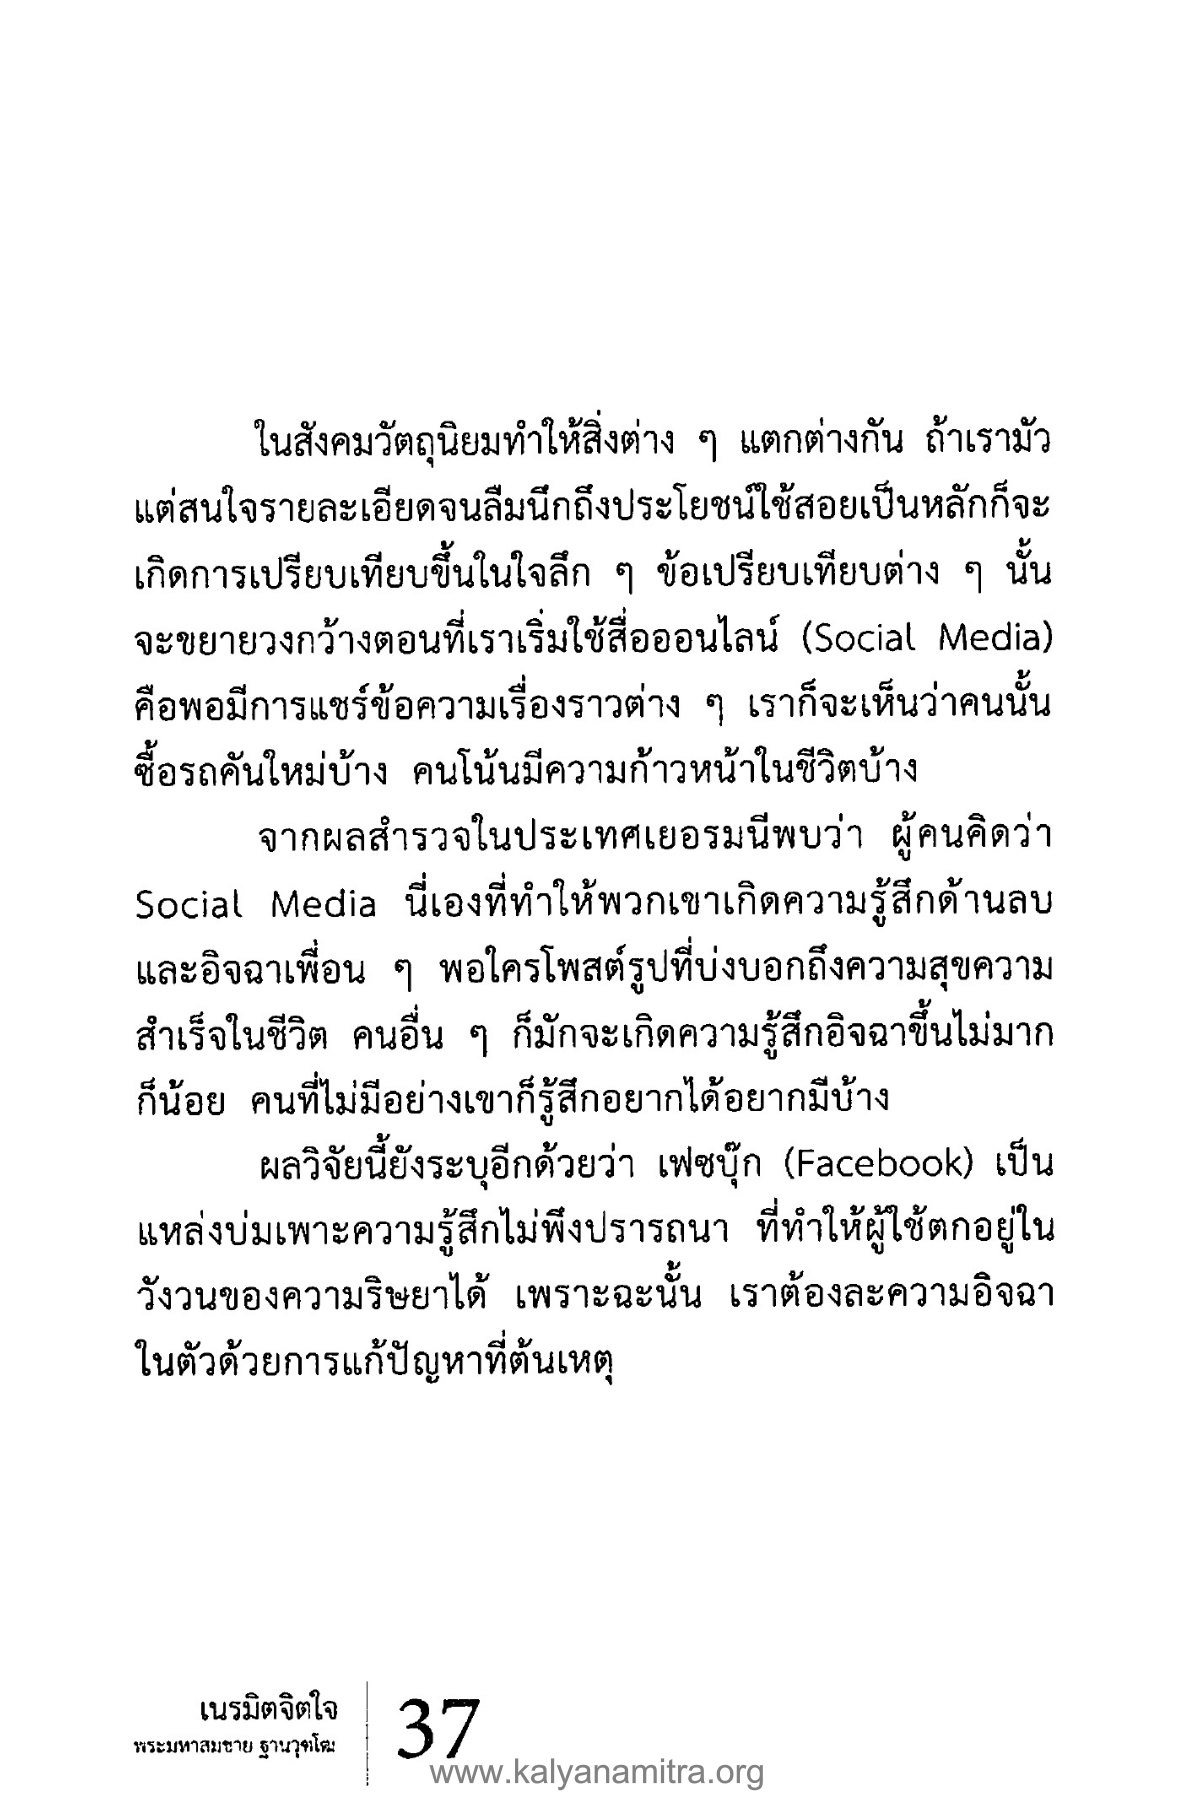 ในสังคมวัตถุนิยมทำให้สิ่งต่าง ๆ แตกต่างกัน ถ้าเรามัว
แต่สนใจรายละเอียดจนลืมนึกถึงประโยชน์ใช้สอยเป็นหลักก็จะ
เกิดการเปรียบเทียบขึ้นในใจลึก ๆ ข้อเปรียบเทียบต่าง ๆ นั้น
จะขยายวงกว้างตอนที่เราเริ่มใช้สื่อออนไลน์ (Social Media)
คือพอมีการแชร์ข้อความเรื่องราวต่าง ๆ เราก็จะเห็นว่าคนนั้น
ซื้อรถคันใหม่บ้าง คนโน้นมีความก้าวหน้าในชีวิตบ้าง
จากผลสำรวจในประเทศเยอรมนีพบว่า ผู้คนคิดว่า
Social Media นี่เองที่ทำให้พวกเขาเกิดความรู้สึกด้านลบ
และอิจฉาเพื่อน ๆ พอใครโพสต์รูปที่บ่งบอกถึงความสุขความ
สำเร็จในชีวิต คนอื่น ๆ ก็มักจะเกิดความรู้สึกอิจฉาขึ้นไม่มาก
ก็น้อย คนที่ไม่มีอย่างเขาก็รู้สึกอยากได้อยากมีบ้าง
ผลวิจัยนี้ยังระบุอีกด้วยว่า เฟซบุ๊ก (Facebook) เป็น
แหล่งบ่มเพาะความรู้สึกไม่พึงปรารถนา ที่ทำให้ผู้ใช้ตกอยู่ใน
วังวนของความริษยาได้ เพราะฉะนั้น เราต้องละความอิจฉา
ในตัวด้วยการแก้ปัญหาที่ต้นเหตุ
เนรมิตจิตใจ
พระมหาสมชาย ฐานวุฑฺโฒ
37
www.kalyanamitra.org